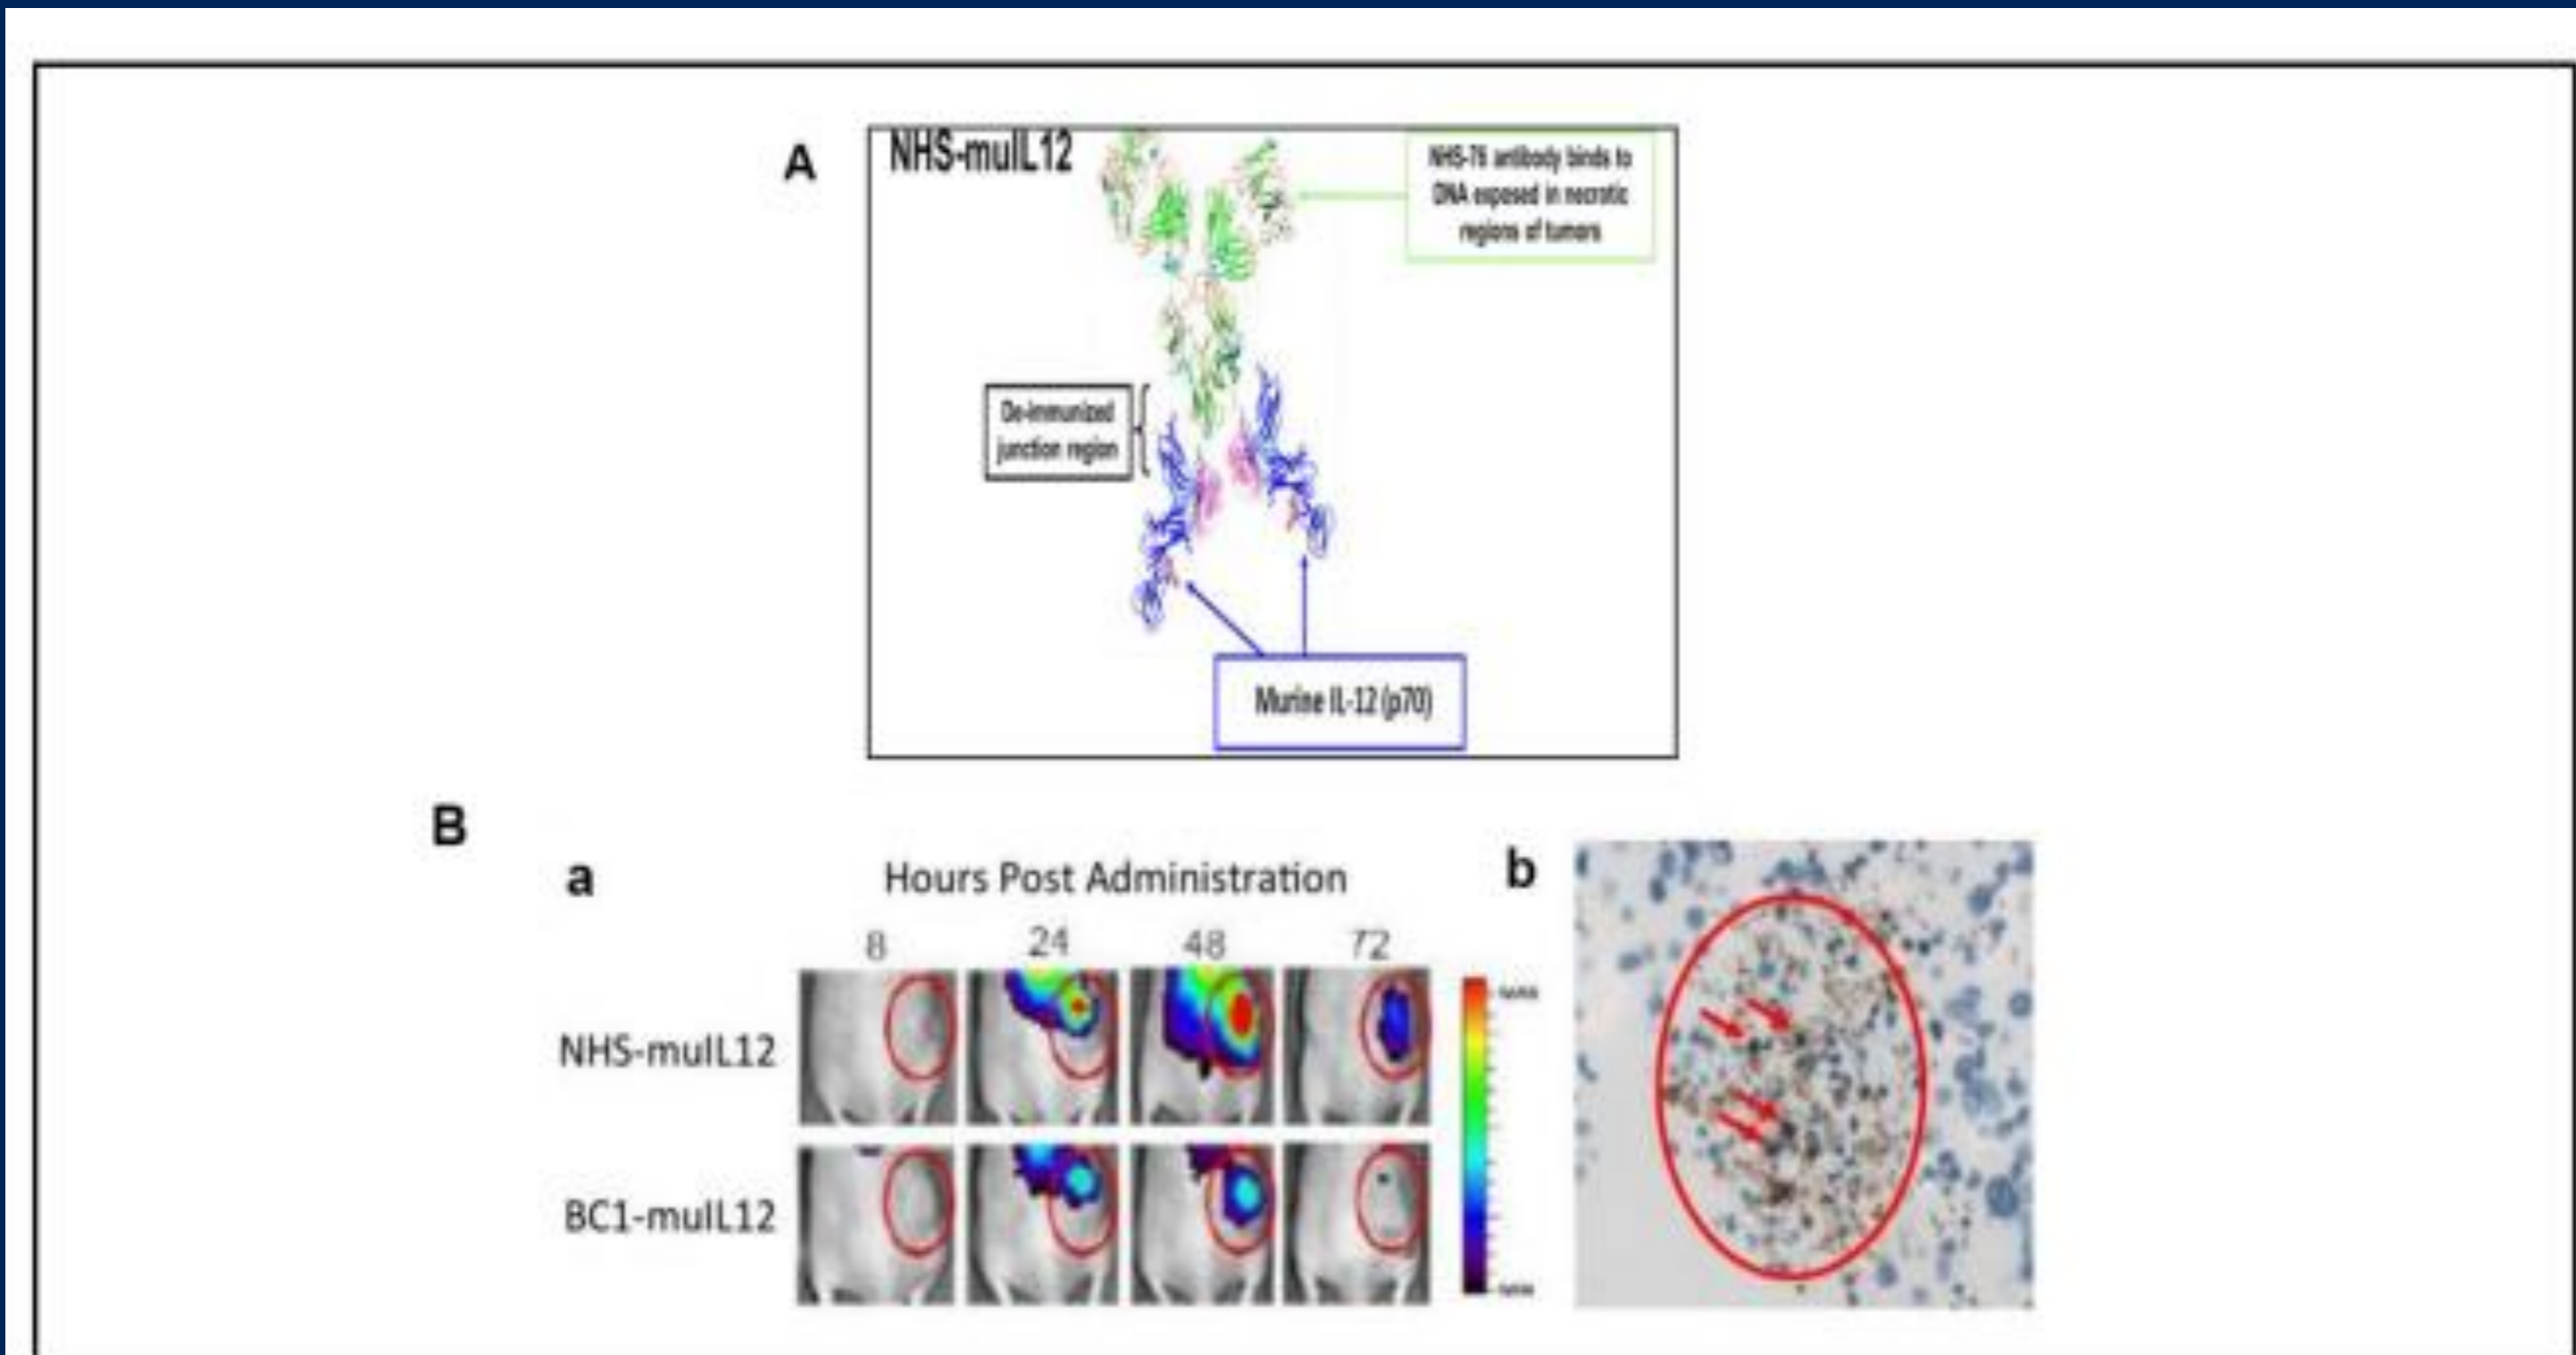 A
NHS-muIL12
NHS-76 antibody binds to
DNA exposed in necrotic
regions of tumors
De-immunized
junction region
Murine IL-12 (p70)
B
a
Hours Post Administration
b
8 24 48 72
NHS-muIL12
BC1-muIL12